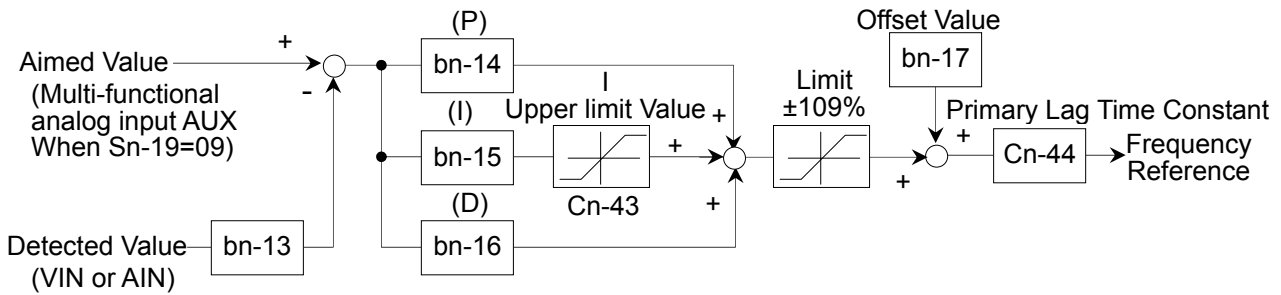 (P)
Offset Value
+
bn-14
bn-17
Aimed Value
-
(Multi-functional
analog input AUX
When Sn-19=09)
I
Upper limit Value
Limit
±109%
Primary Lag Time Constant
(I)
+
+
bn-15
+
Cn-44
Frequency
Reference
Cn-43
+
+
(D)
Detected Value
bn-13
bn-16
(VIN or AIN)